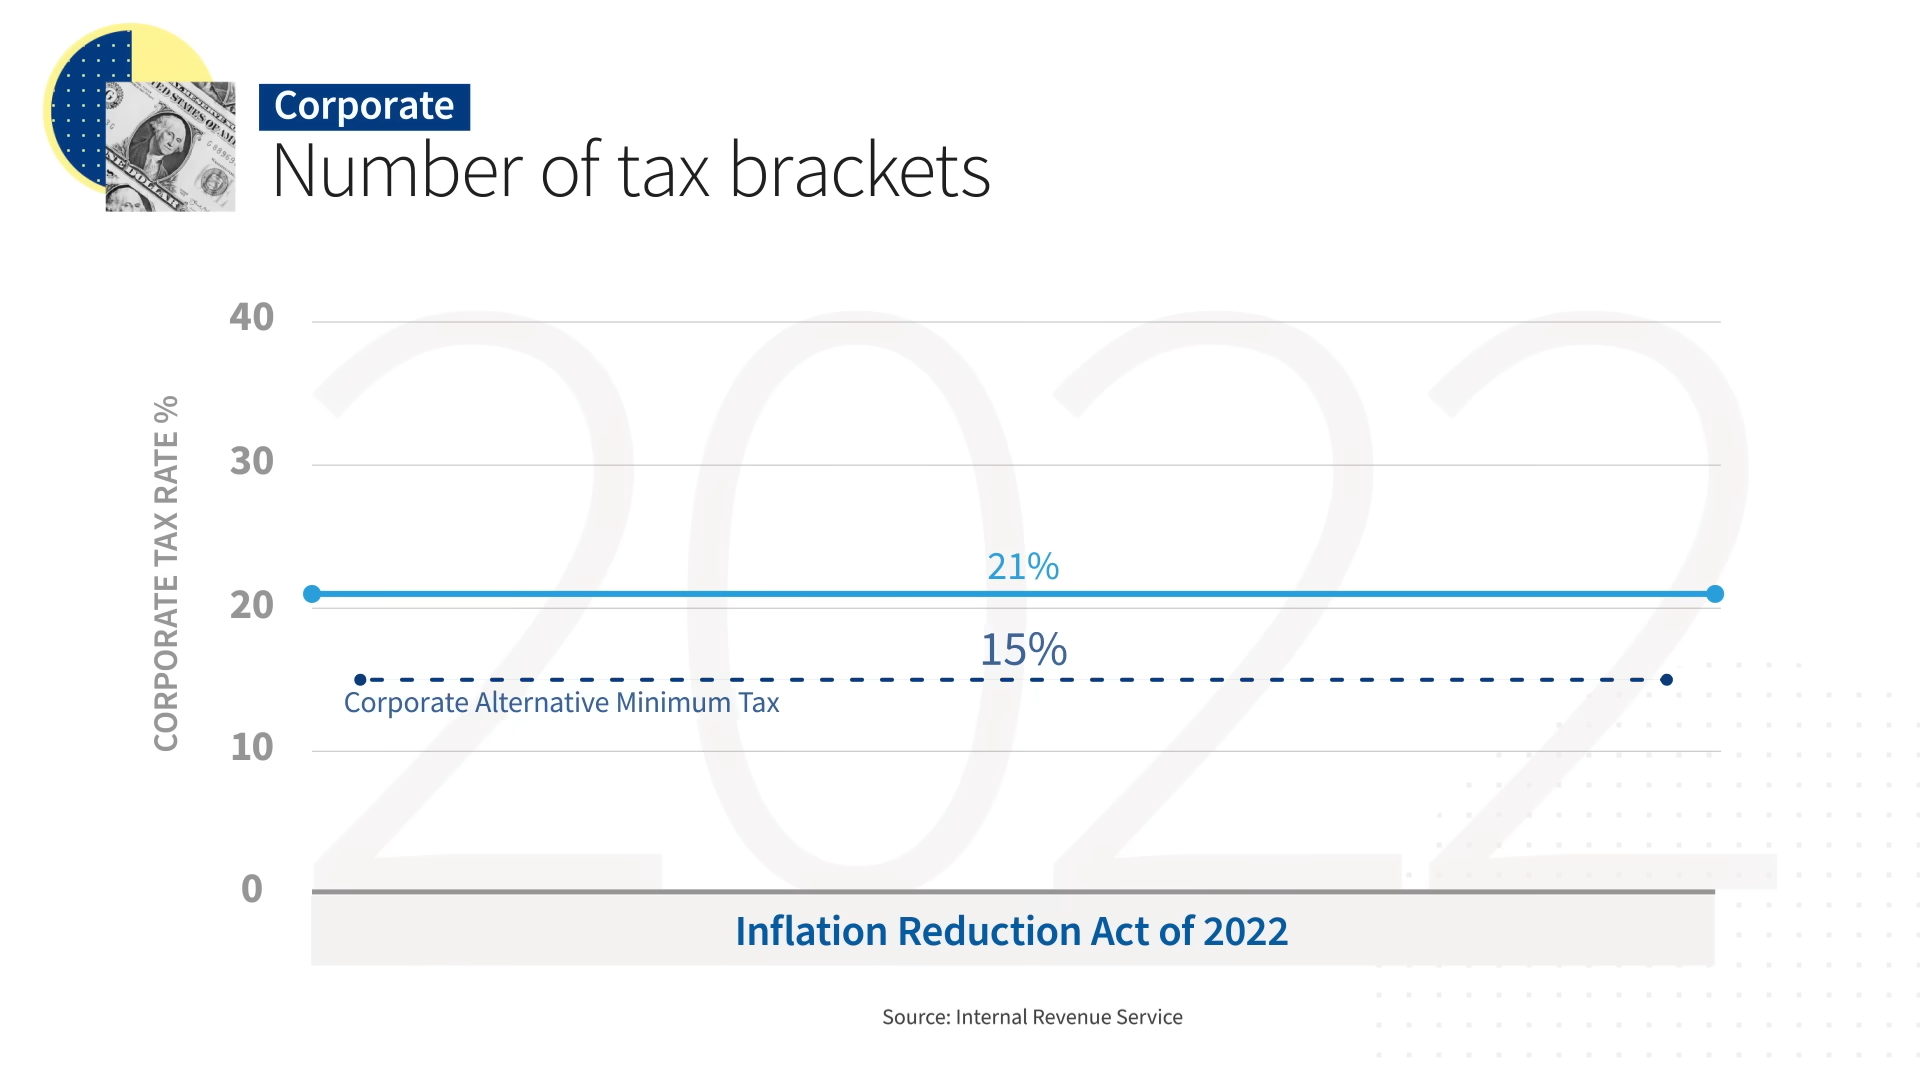 Corporate
Number of tax brackets
2022
CORPORATE TAX RATE %
40
30
20
10
0
21%
15%
Corporate Alternative Minimum Tax
Inflation Reduction Act of 2022
Source: Internal Revenue Service